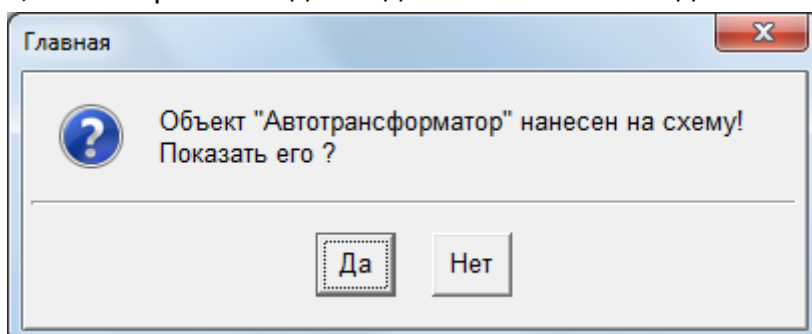 Главная
Объект "Автотрансформатор" нанесен на схему!
Показать его ?
Да
Нет